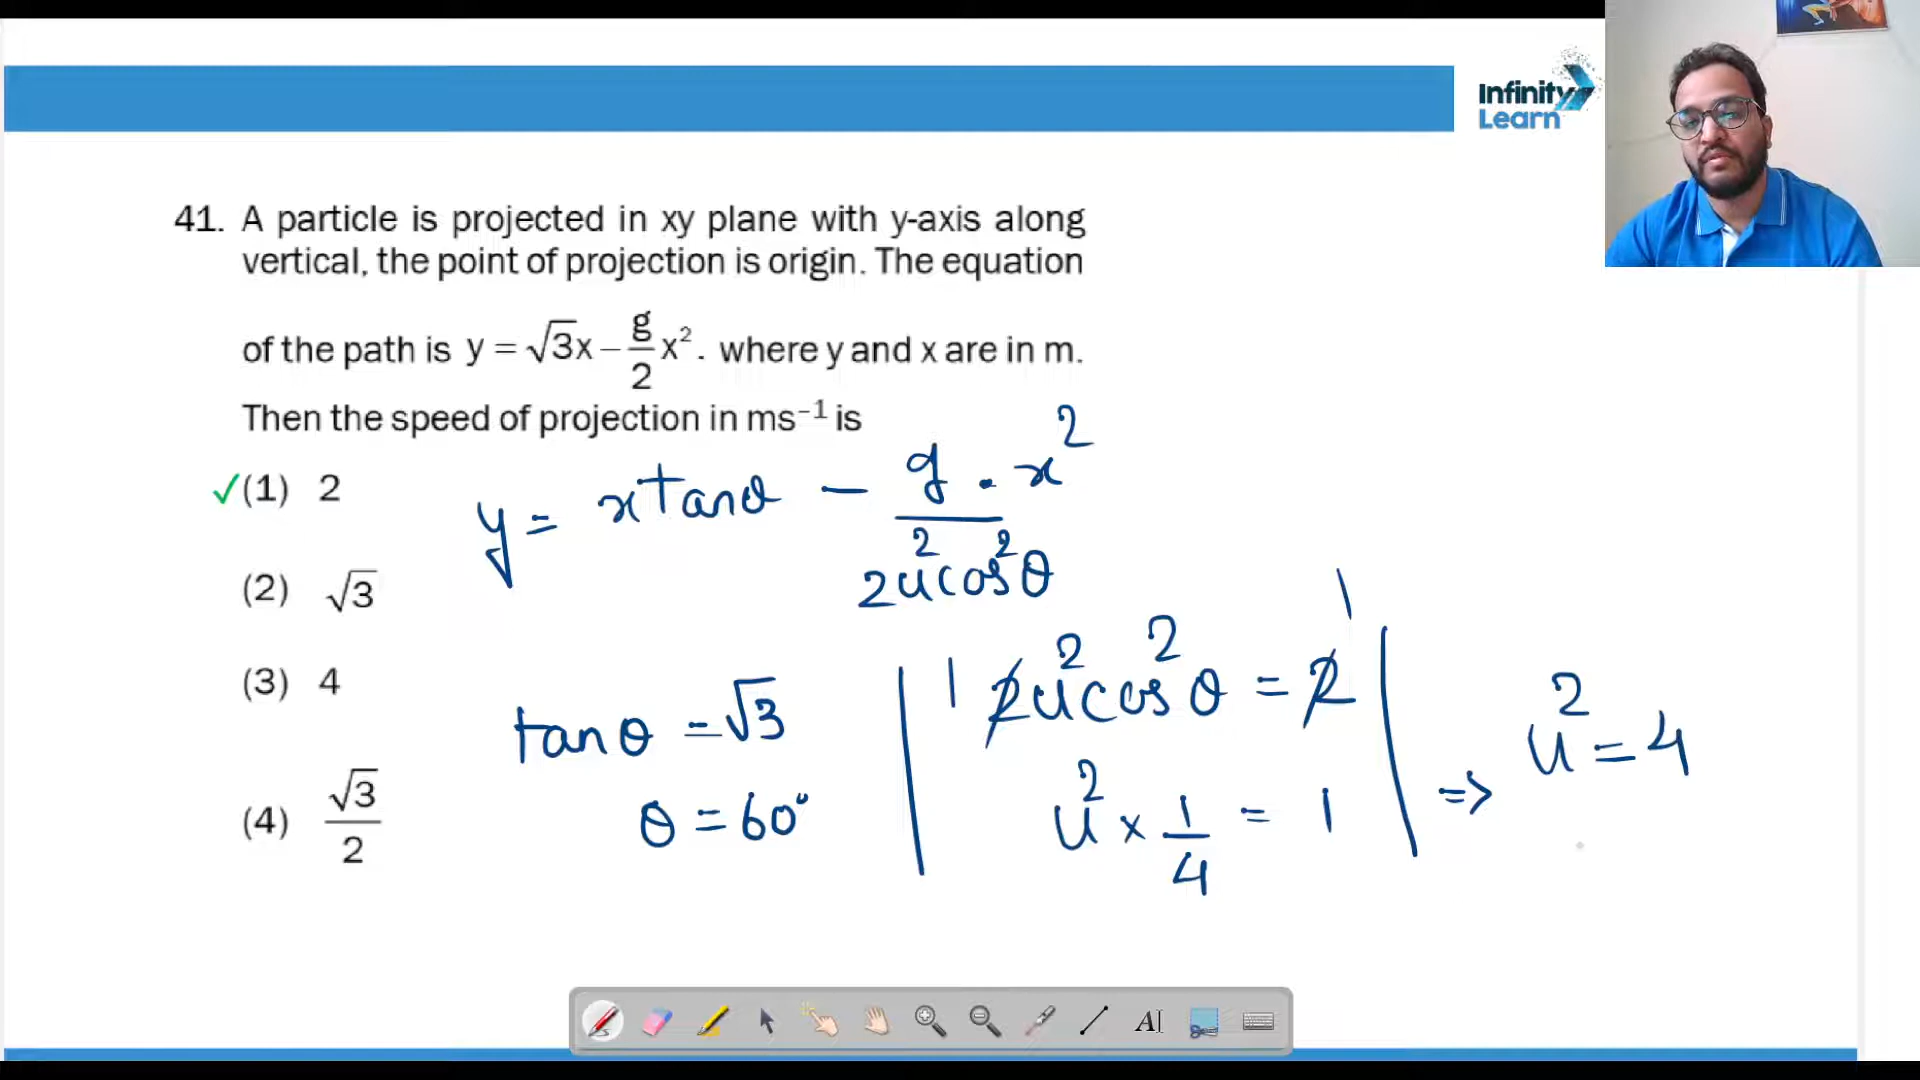 Infinity
Learn
41. A particle is projected in xy plane with y-axis along
vertical, the point of projection is origin. The equation
of the path is y = √3x − g/2 x². where y and x are in m.
Then the speed of projection in ms⁻¹ is
✓(1) 2
(2) √3
(3) 4
(4) √3/2
y = x tanθ − g/2u²cos²θ · x²
tanθ = √3
θ = 60°
1 2u²cos²θ = 2 1
u² × 1/4 = 1
⇒ u² = 4
A